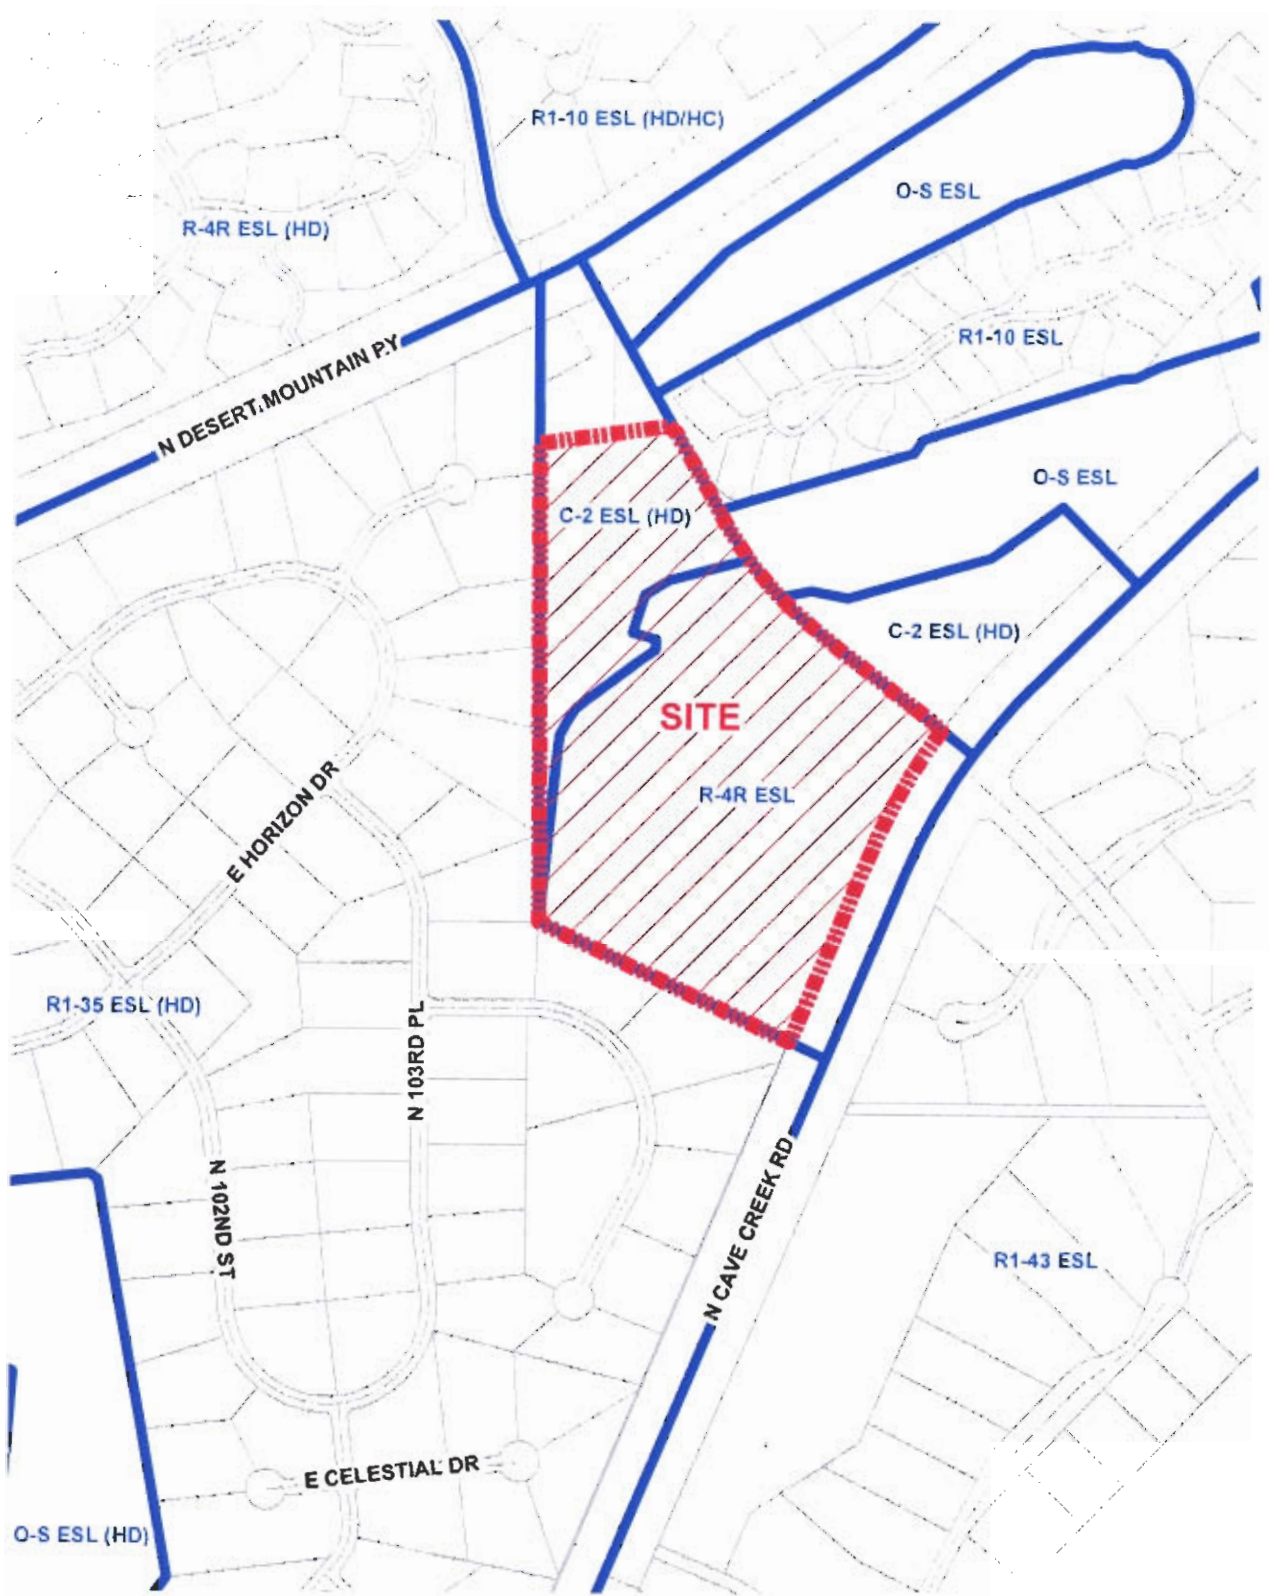 R1-10 ESL (HD/HC)
O-S ESL
R-4R ESL (HD)
R1-10 ESL
N DESERT MOUNTAIN PY
O-S ESL
C-2 ESL (HD)
C-2 ESL (HD)
SITE
R-4R ESL
E HORIZON DR
R1-35 ESL (HD)
N 103RD PL
N 102ND ST
N CAVE CREEK RD
R1-43 ESL
E CELESTIAL DR
O-S ESL (HD)